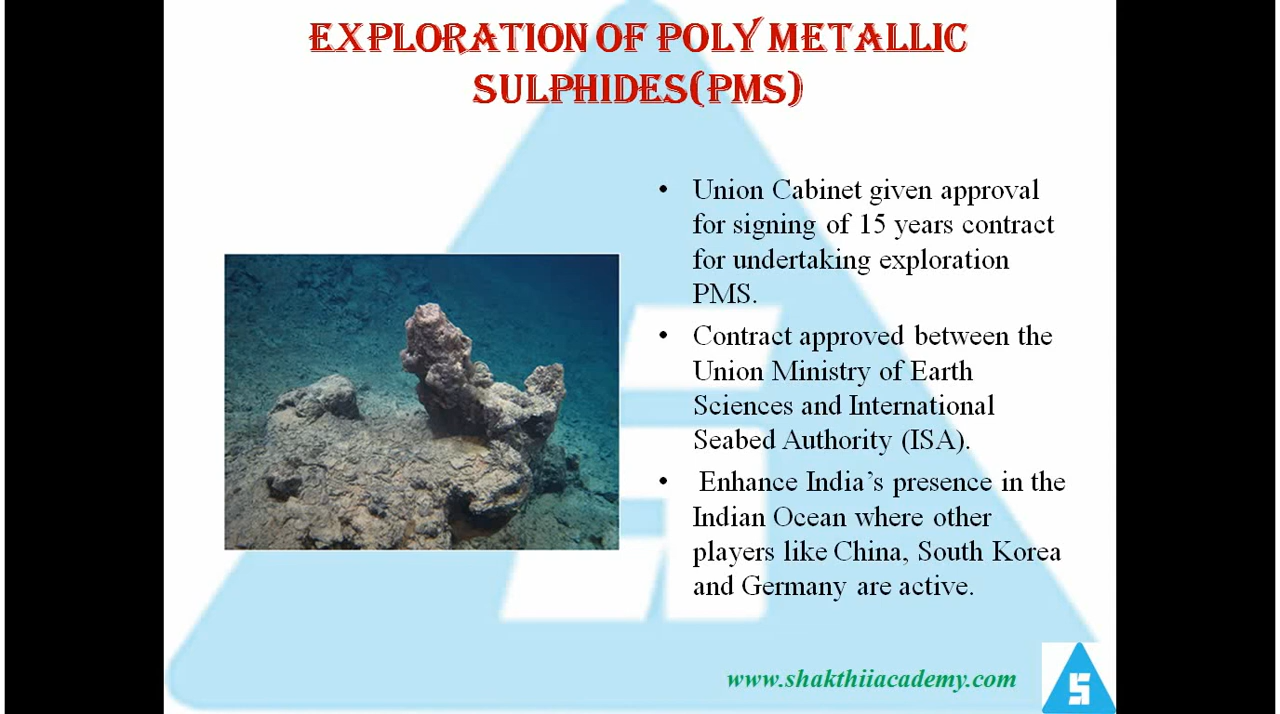 EXPLORATION OF POLY METALLIC
SULPHIDES(PMS)
• Union Cabinet given approval
for signing of 15 years contract
for undertaking exploration
PMS.
• Contract approved between the
Union Ministry of Earth
Sciences and International
Seabed Authority (ISA).
• Enhance India’s presence in the
Indian Ocean where other
players like China, South Korea
and Germany are active.
www.shakthiiacademy.com